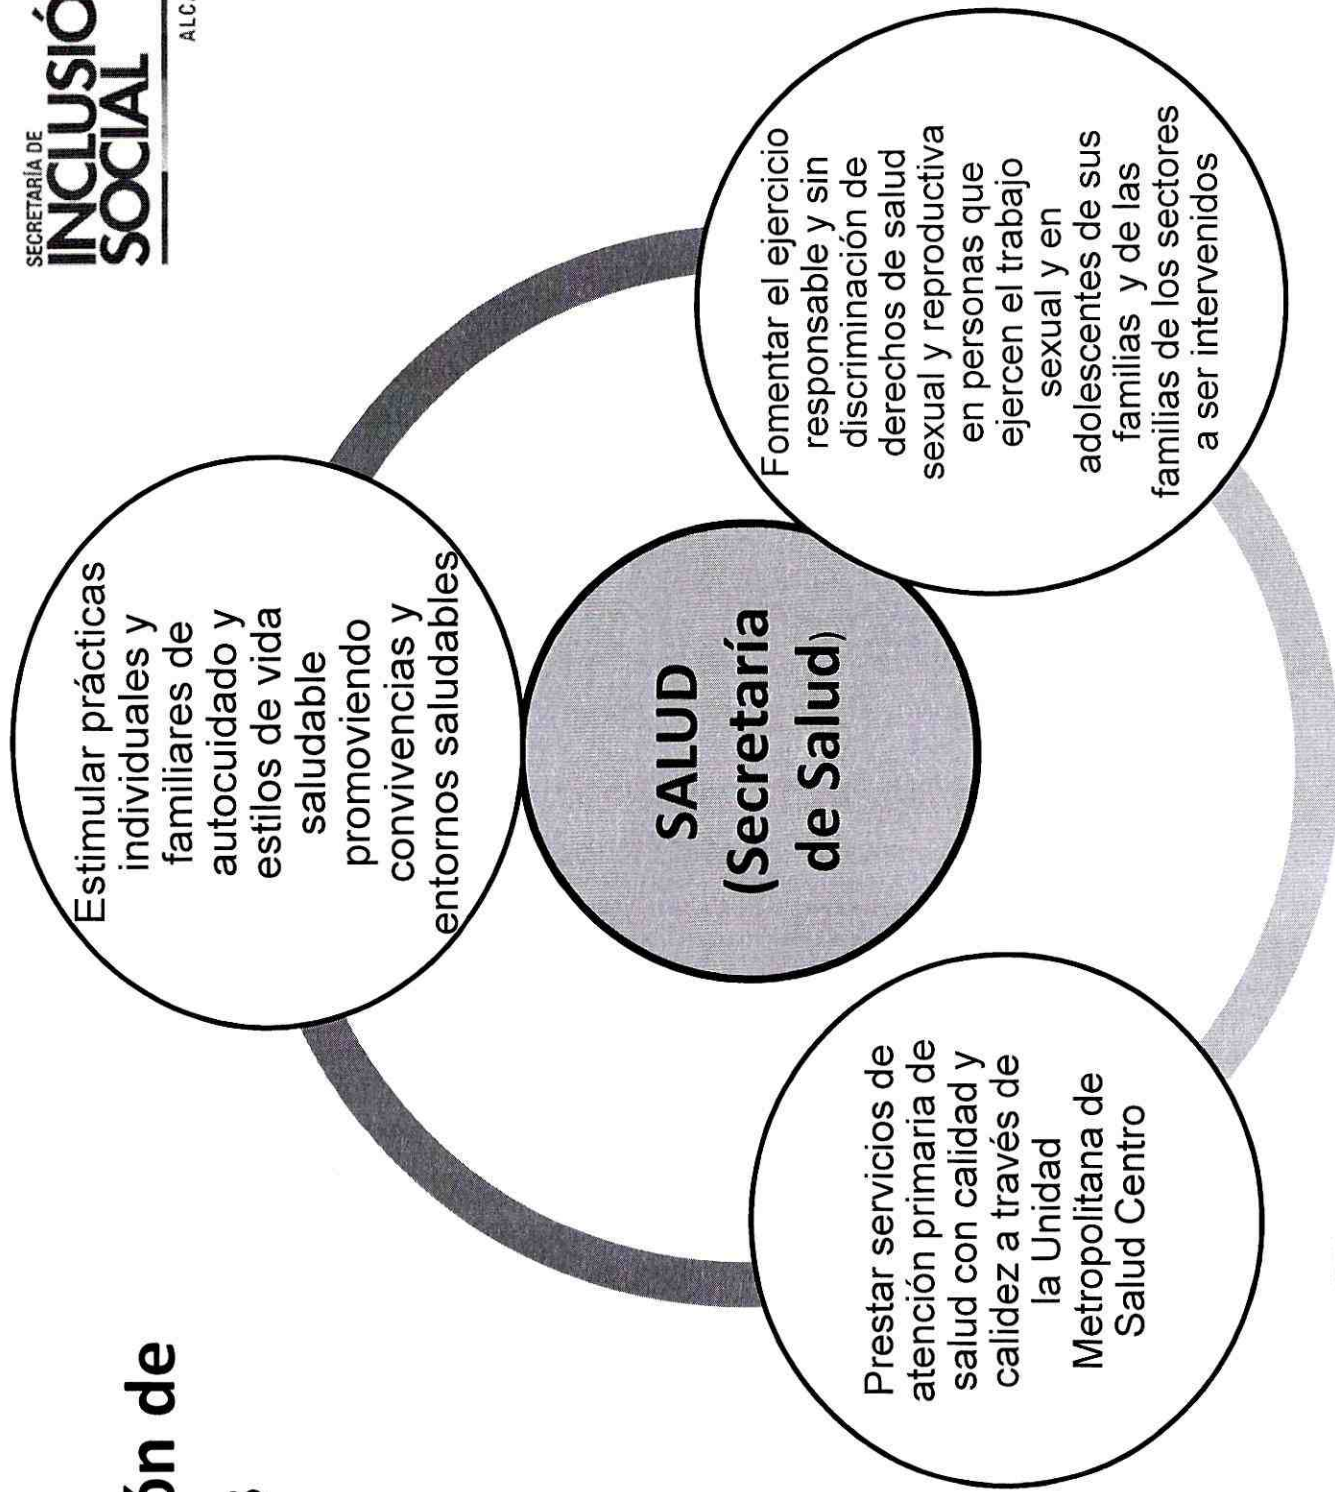 ón de
SECRETARÍA DE
INCLUSIÓ
SOCIAL
ALC
Estimular prácticas
individuales y
familiares de
autocuidado y
estilos de vida
saludable
promoviendo
convivencias y
entornos saludables
SALUD
(Secretaría
de Salud)
Prestar servicios de
atención primaria de
salud con calidad y
calidez a través de
la Unidad
Metropolitana de
Salud Centro
Fomentar el ejercicio
responsable y sin
discriminación de
derechos de salud
sexual y reproductiva
en personas que
ejercen el trabajo
sexual y en
adolescentes de sus
familias y de las
familias de los sectores
a ser intervenidos